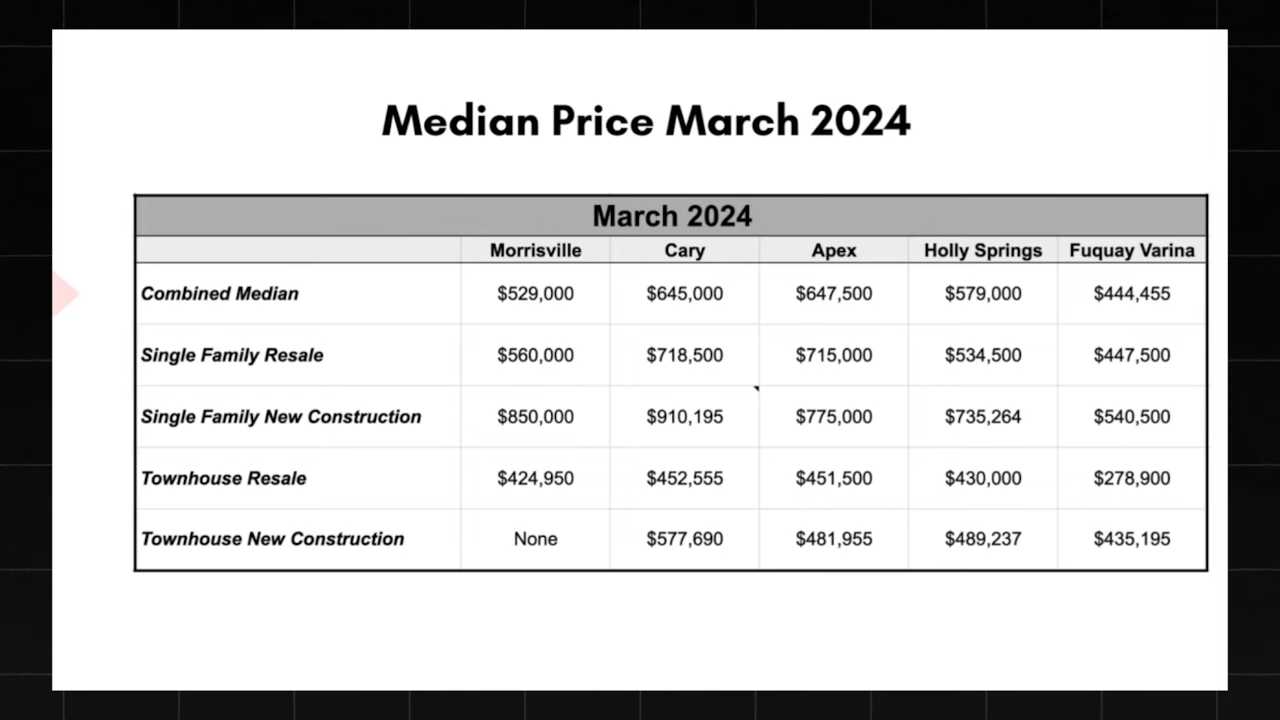 Median Price March 2024
March 2024
Morrisville Cary Apex Holly Springs Fuquay Varina
Combined Median $529,000 $645,000 $647,500 $579,000 $444,455
Single Family Resale $560,000 $718,500 $715,000 $534,500 $447,500
Single Family New Construction $850,000 $910,195 $775,000 $735,264 $540,500
Townhouse Resale $424,950 $452,555 $451,500 $430,000 $278,900
Townhouse New Construction None $577,690 $481,955 $489,237 $435,195